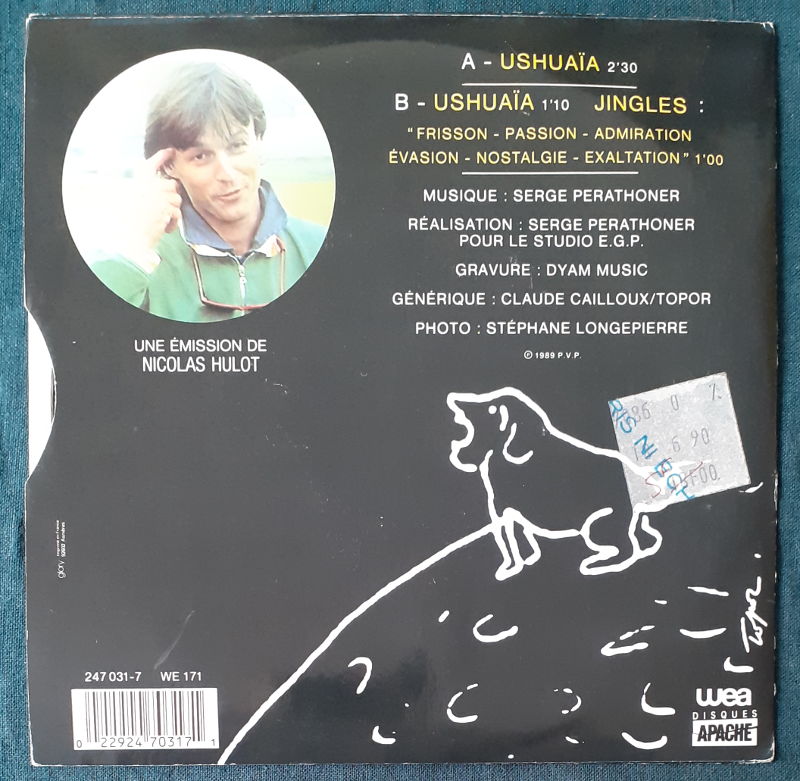 A - USHUAÏA 2'30
B - USHUAÏA 1'10 JINGLES :
"FRISSON - PASSION - ADMIRATION
ÉVASION - NOSTALGIE - EXALTATION" 1'00
MUSIQUE : SERGE PERATHONER
RÉALISATION : SERGE PERATHONER
POUR LE STUDIO E.G.P.
GRAVURE : DYAM MUSIC
GÉNÉRIQUE : CLAUDE CAILLOUX/TOPOR
PHOTO : STÉPHANE LONGEPIERRE
℗ 1989 P.V.P.
UNE ÉMISSION DE
NICOLAS HULOT
Topor
247 031-7 WE 171
0 22924 70317 1
wea
DISQUES
APACHE